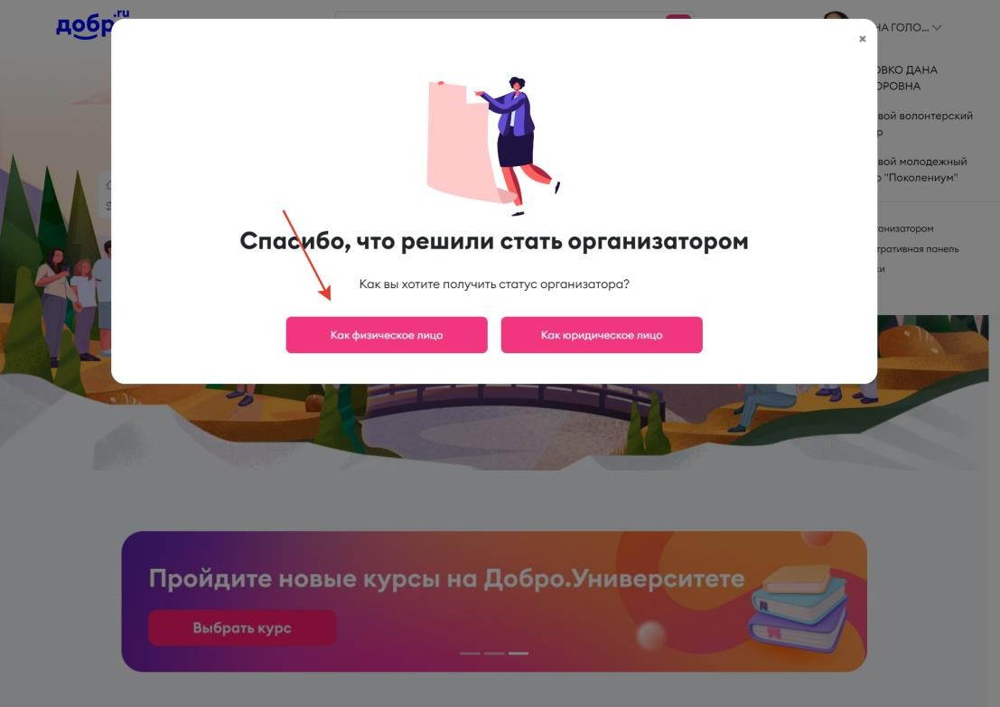 добр.ru
НА ГОЛО...
×
ОВКО ДАНА
ОРОВНА
вой волонтерский
р
вой молодежный
о "Поколениум"
Спасибо, что решили стать организатором
анизатором
тративная панель
ки
Как вы хотите получить статус организатора?
Как физическое лицо
Как юридическое лицо
Пройдите новые курсы на Добро.Университете
Выбрать курс